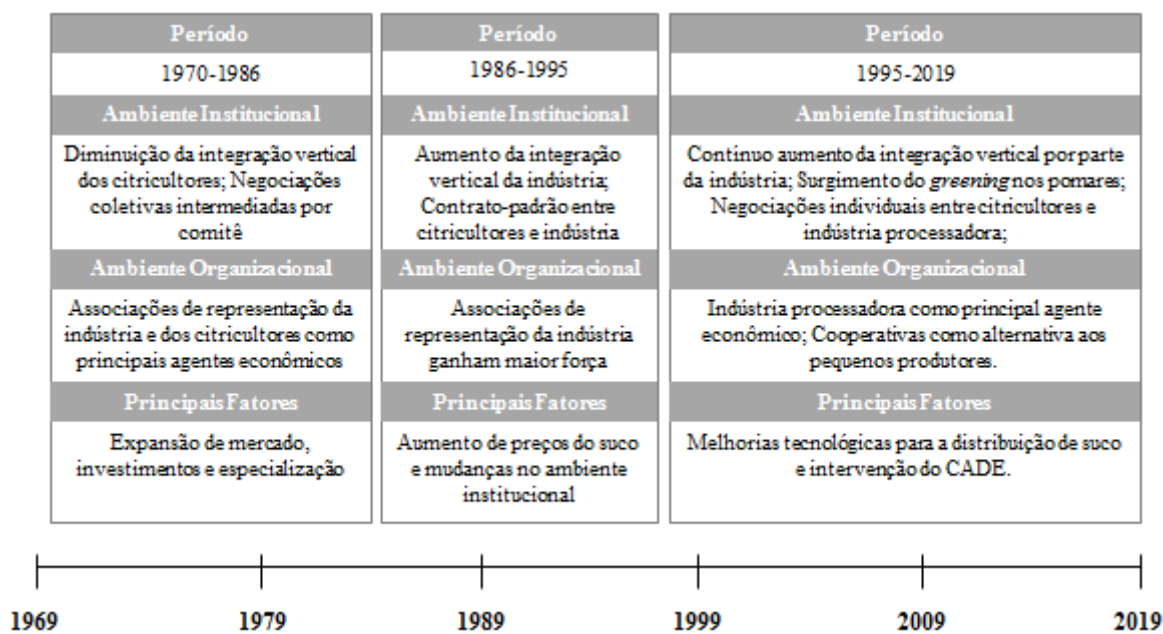 Período
1970-1986
Ambiente Institucional
Diminuição da integração vertical
dos citricultores; Negociações
coletivas intermediadas por
comitê
Ambiente Organizacional
Associações de representação da
indústria e dos citricultores como
principais agentes econômicos
Principais Fatores
Expansão de mercado,
investimentos e especialização
Período
1986-1995
Ambiente Institucional
Aumento da integração
vertical da indústria;
Contrato-padrão entre
citricultores e indústria
Ambiente Organizacional
Associações de
representação da indústria
ganham maior força
Principais Fatores
Aumento de preços do suco
e mudanças no ambiente
institucional
Período
1995-2019
Ambiente Institucional
Contínuo aumento da integração vertical por parte
da indústria; Surgimento do greening nos pomares;
Negociações individuais entre citricultores e
indústria processadora;
Ambiente Organizacional
Indústria processadora como principal agente
econômico; Cooperativas como alternativa aos
pequenos produtores.
Principais Fatores
Melhorias tecnológicas para a distribuição de suco
e intervenção do CADE.
1969 1979 1989 1999 2009 2019